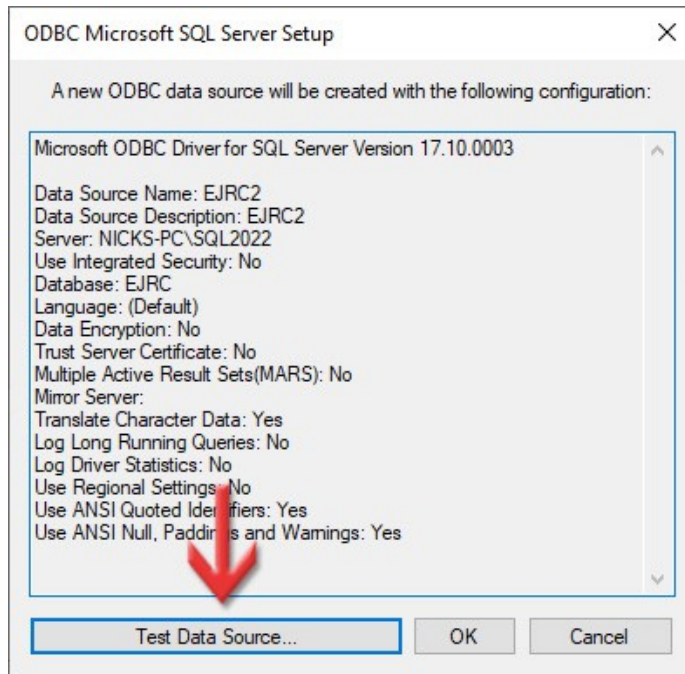 ODBC Microsoft SQL Server Setup
A new ODBC data source will be created with the following configuration:
Microsoft ODBC Driver for SQL Server Version 17.10.0003
Data Source Name: EJRC2
Data Source Description: EJRC2
Server: NICKS-PC\SQL2022
Use Integrated Security: No
Database: EJRC
Language: (Default)
Data Encryption: No
Trust Server Certificate: No
Multiple Active Result Sets(MARS): No
Mirror Server:
Translate Character Data: Yes
Log Long Running Queries: No
Log Driver Statistics: No
Use Regional Settings: No
Use ANSI Quoted Identifiers: Yes
Use ANSI Null, Paddings and Warnings: Yes
Test Data Source...
OK
Cancel